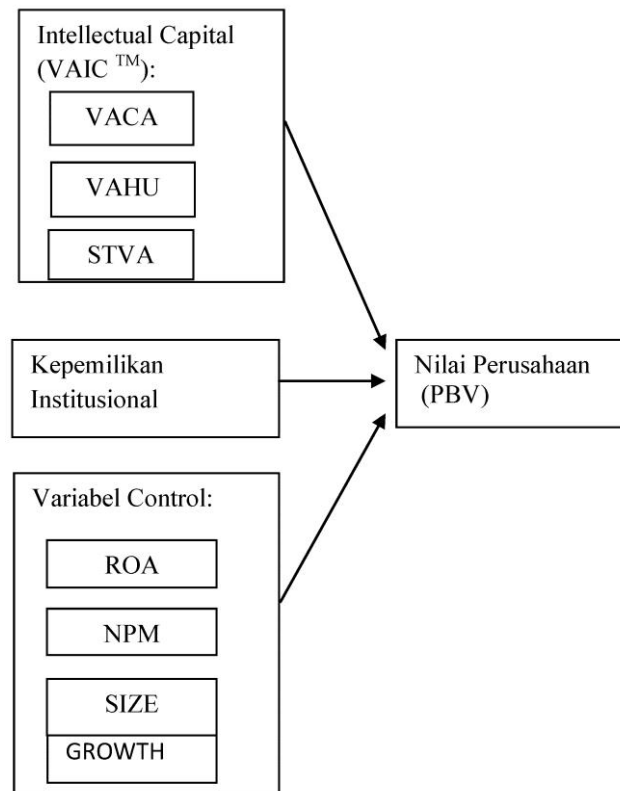 Intellectual Capital
(VAIC ™):
VACA
VAHU
STVA
Kepemilikan
Institusional
Nilai Perusahaan
(PBV)
Variabel Control:
ROA
NPM
SIZE
GROWTH